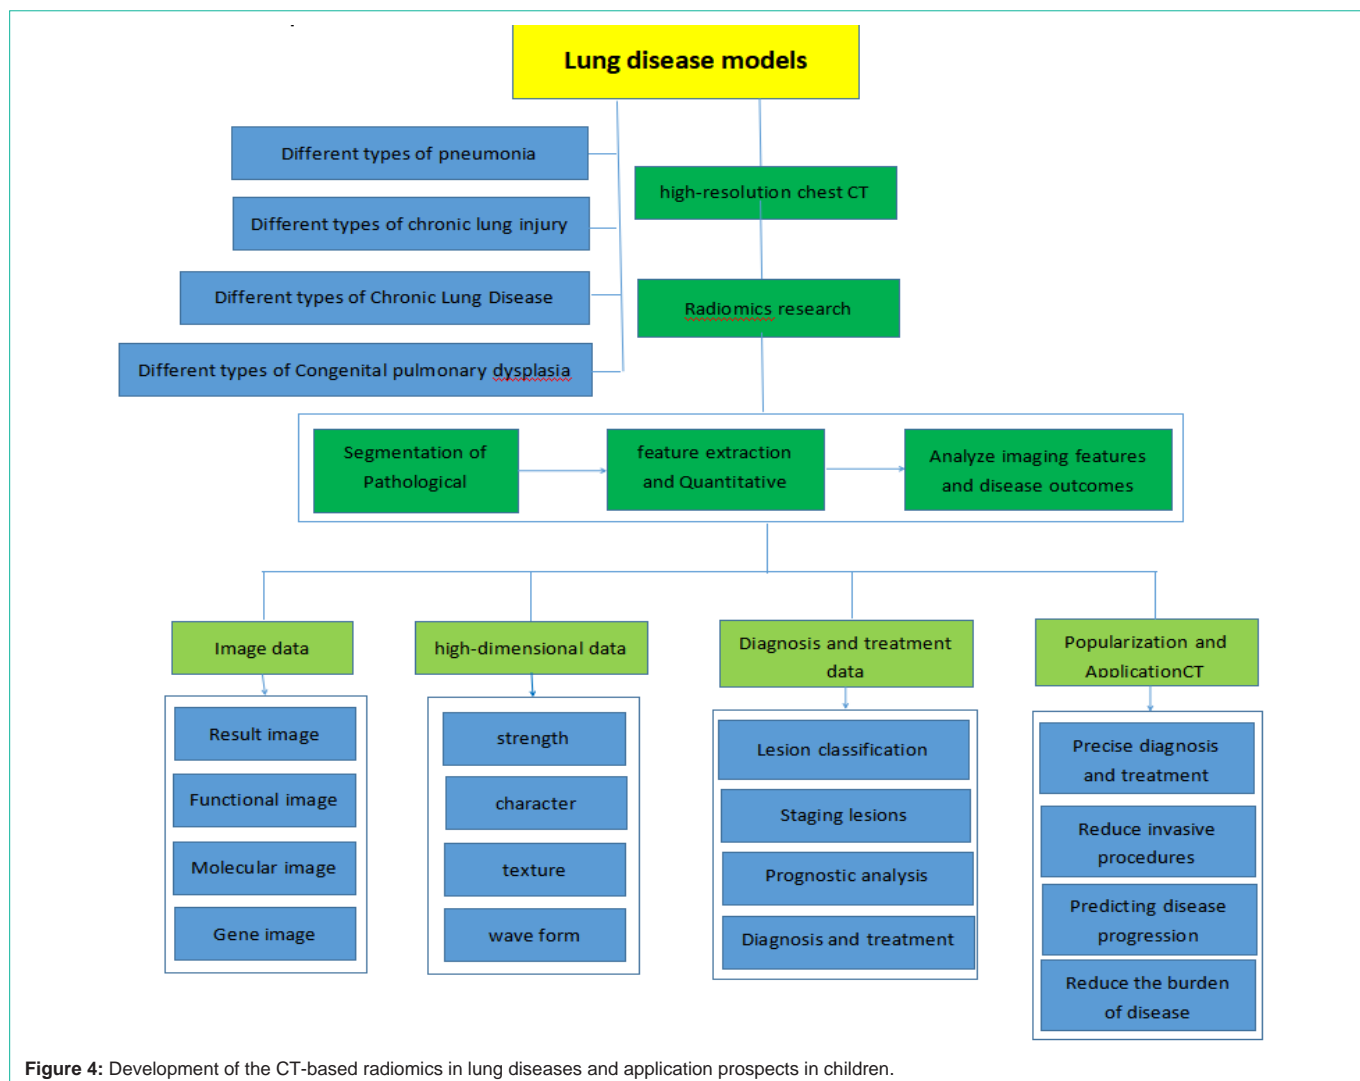 Lung disease models
Different types of pneumonia
Different types of chronic lung injury
Different types of Chronic Lung Disease
Different types of Congenital pulmonary dysplasia
high-resolution chest CT
Radiomics research
Segmentation of
Pathological
feature extraction
and Quantitative
Analyze imaging features
and disease outcomes
Image data
Result image
Functional image
Molecular image
Gene image
high-dimensional data
strength
character
texture
wave form
Diagnosis and treatment
data
Lesion classification
Staging lesions
Prognostic analysis
Diagnosis and treatment
Popularization and
ApplicationCT
Precise diagnosis
and treatment
Reduce invasive
procedures
Predicting disease
progression
Reduce the burden
of disease
Figure 4: Development of the CT-based radiomics in lung diseases and application prospects in children.